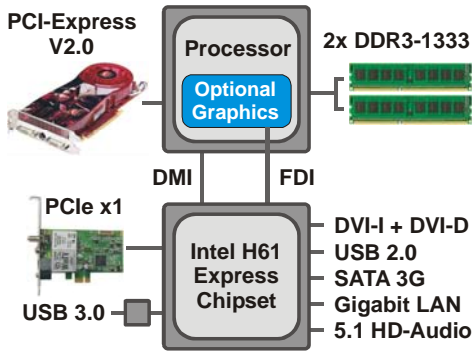 PCI-Express
V2.0
Processor
Optional
Graphics
2x DDR3-1333
DMI
FDI
PCIe x1
USB 3.0
Intel H61
Express
Chipset
DVI-I + DVI-D
USB 2.0
SATA 3G
Gigabit LAN
5.1 HD-Audio